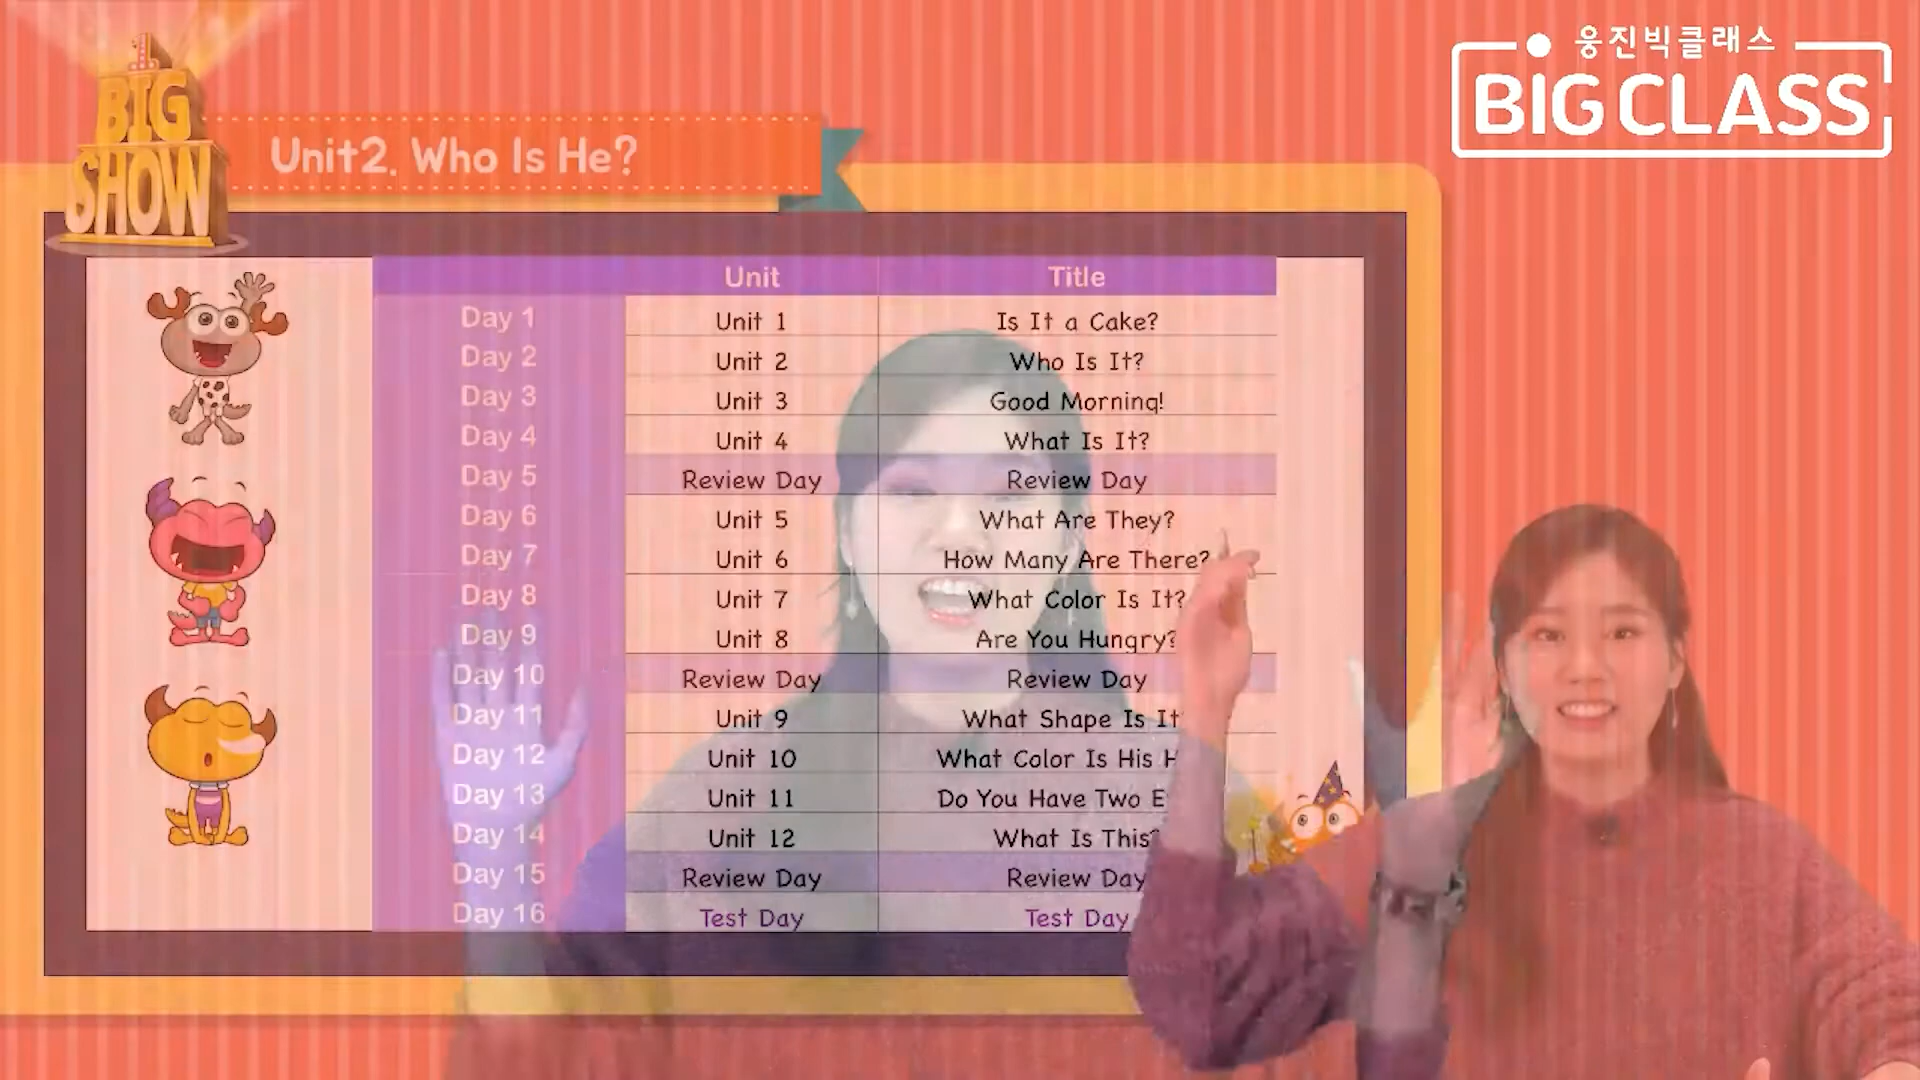 웅진빅클래스
BIG CLASS
1
BIG
SHOW
Unit2. Who Is He?
Unit Title
Day 1 Unit 1 Is It a Cake?
Day 2 Unit 2 Who Is It?
Day 3 Unit 3 Good Morning!
Day 4 Unit 4 What Is It?
Day 5 Review Day Review Day
Day 6 Unit 5 What Are They?
Day 7 Unit 6 How Many Are There?
Day 8 Unit 7 What Color Is It?
Day 9 Unit 8 Are You Hungry?
Day 10 Review Day Review Day
Day 11 Unit 9 What Shape Is It
Day 12 Unit 10 What Color Is His
Day 13 Unit 11 Do You Have Two
Day 14 Unit 12 What Is This?
Day 15 Review Day Review Day
Day 16 Test Day Test Day